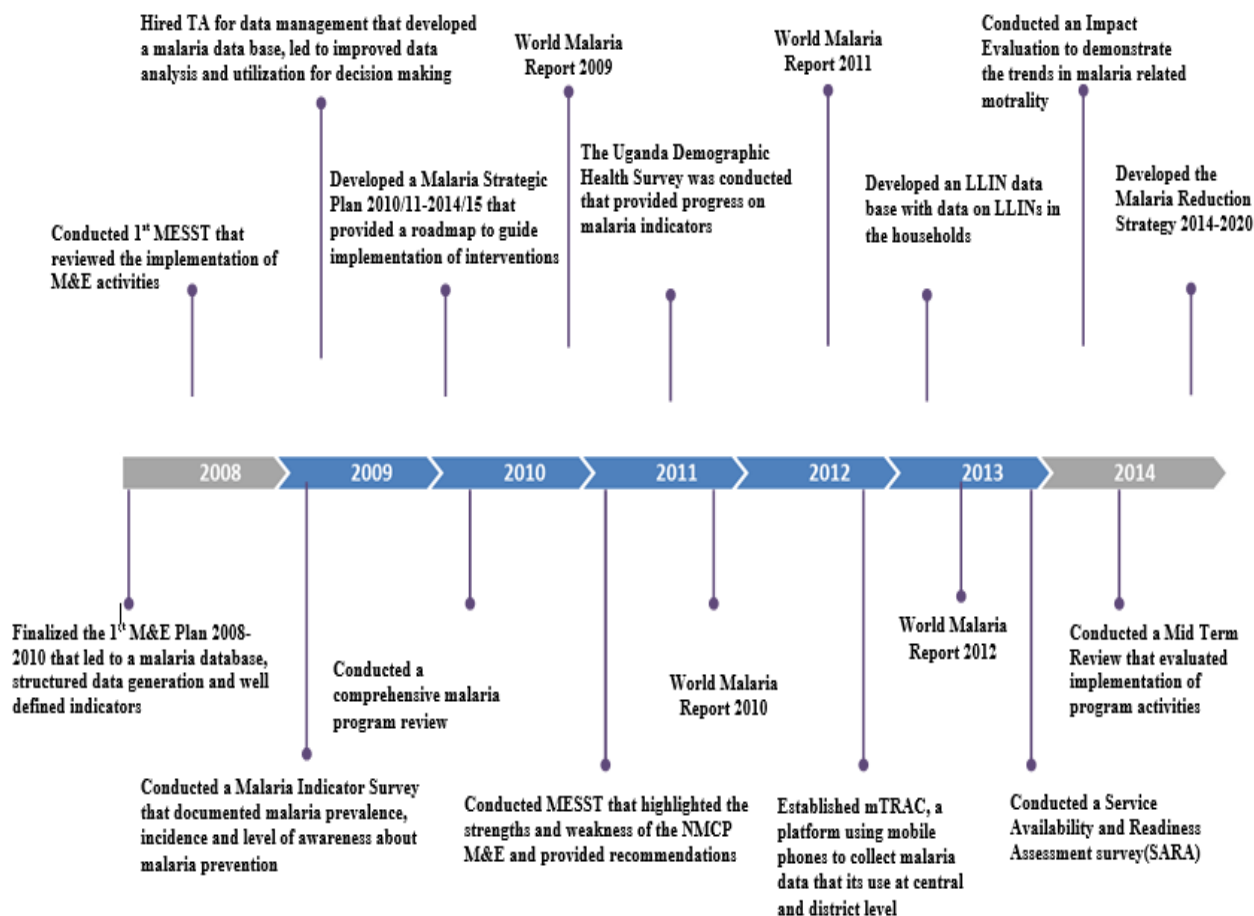 Hired TA for data management that developed
a malaria data base, led to improved data
analysis and utilization for decision making
World Malaria
Report 2009
World Malaria
Report 2011
Conducted an Impact
Evaluation to demonstrate
the trends in malaria related
motrality
Conducted 1st MESST that
reviewed the implementation of
M&E activities
Developed a Malaria Strategic
Plan 2010/11-2014/15 that
provided a roadmap to guide
implementation of interventions
The Uganda Demographic
Health Survey was conducted
that provided progress on
malaria indicators
Developed an LLIN data
base with data on LLINs in
the households
Developed the
Malaria Reduction
Strategy 2014-2020
2008
2009
2010
2011
2012
2013
2014
Finalized the 1st M&E Plan 2008-
2010 that led to a malaria database,
structured data generation and well
defined indicators
Conducted a
comprehensive malaria
program review
World Malaria
Report 2010
World Malaria
Report 2012
Conducted a Mid Term
Review that evaluated
implementation of
program activities
Conducted a Malaria Indicator Survey
that documented malaria prevalence,
incidence and level of awareness about
malaria prevention
Conducted MESST that highlighted the
strengths and weakness of the NMCP
M&E and provided recommendations
Established mTRAC, a
platform using mobile
phones to collect malaria
data that its use at central
and district level
Conducted a Service
Availability and Readiness
Assessment survey(SARA)